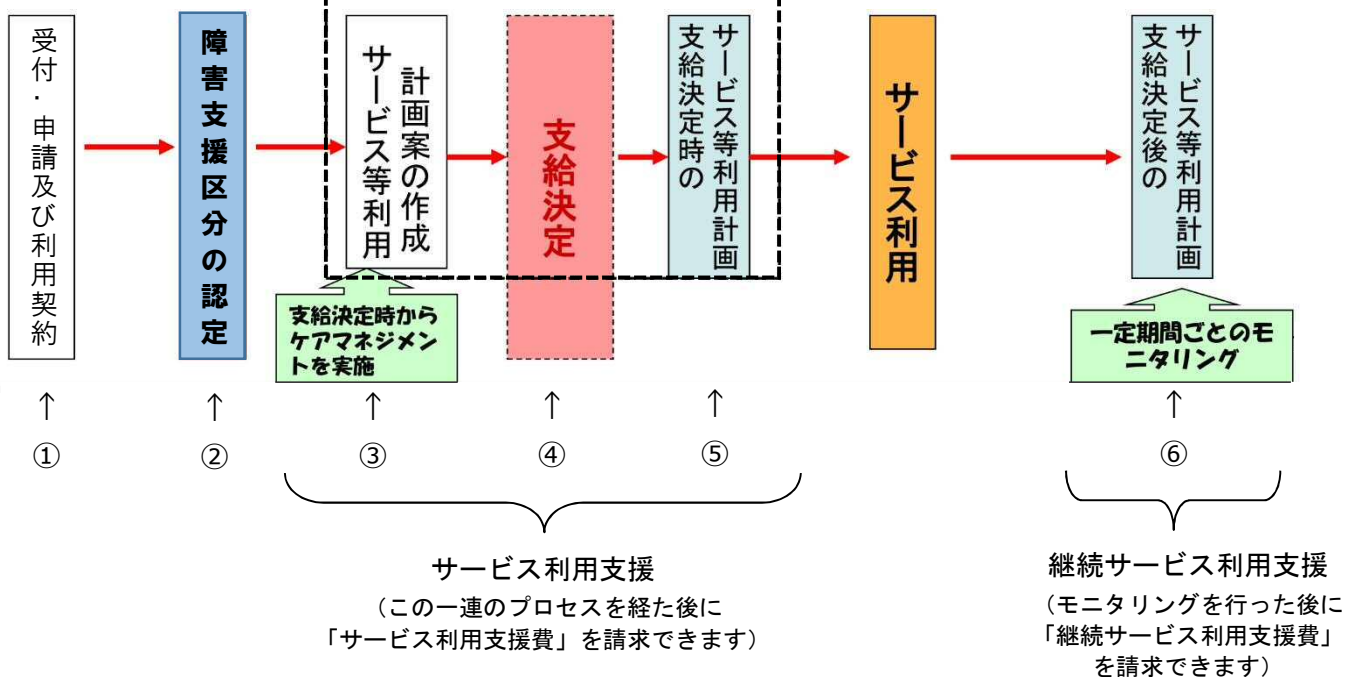 受付・申請及び利用契約
障害支援区分の認定
サービス等利用
計画案の作成
支給決定
支給決定時の
サービス等利用計画
サービス利用
支給決定後の
サービス等利用計画
支給決定時から
ケアマネジメン
トを実施
一定期間ごとのモ
ニタリング
↑ ↑ ↑ ↑ ↑ ↑
① ② ③ ④ ⑤ ⑥
サービス利用支援
(この一連のプロセスを経た後に
「サービス利用支援費」を請求できます)
継続サービス利用支援
(モニタリングを行った後に
「継続サービス利用支援費」
を請求できます)